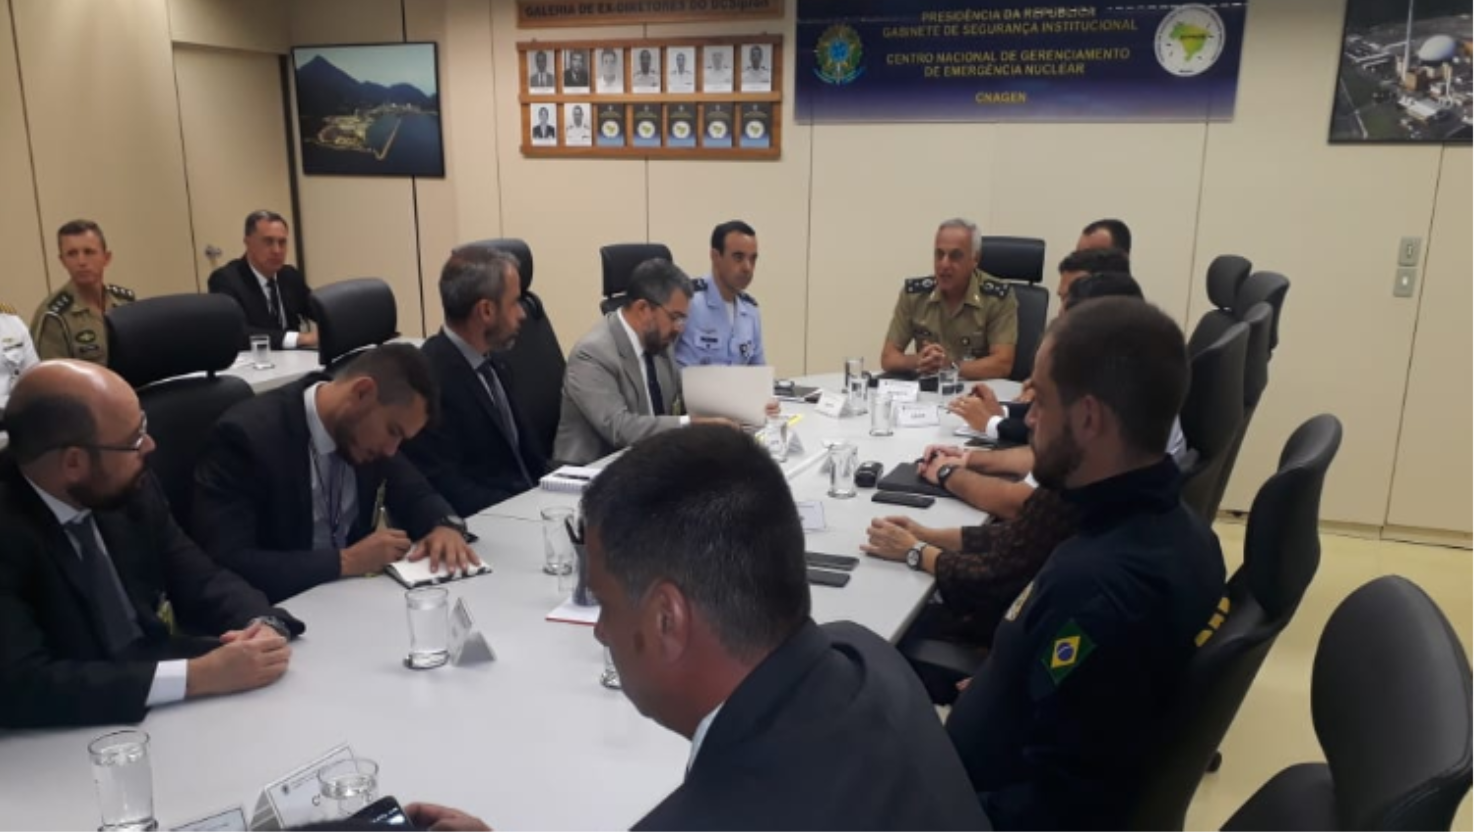 GALERIA DE EX-DIRETORES DO DCSipron
PRESIDÊNCIA DA REPÚBLICA
GABINETE DE SEGURANÇA INSTITUCIONAL
CENTRO NACIONAL DE GERENCIAMENTO
DE EMERGÊNCIA NUCLEAR
CNAGEN